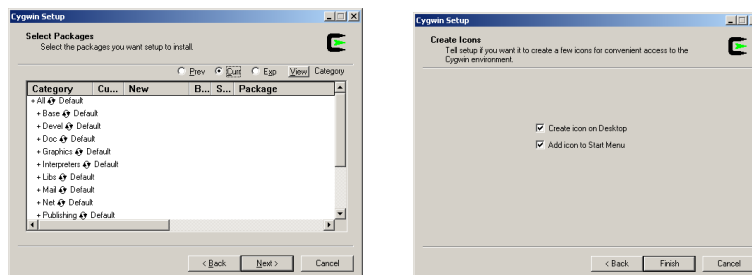 Cygwin Setup
Select Packages
Select the packages you want setup to install.
Prev Curr Exp View Category
Category Cu... New B... S... Package
+ All Default
+ Base Default
+ Devel Default
+ Doc Default
+ Graphics Default
+ Interpreters Default
+ Libs Default
+ Mail Default
+ Net Default
+ Publishing Default
< Back Next > Cancel
Cygwin Setup
Create Icons
Tell setup if you want it to create a few icons for convenient access to the
Cygwin environment.
Create icon on Desktop
Add icon to Start Menu
< Back Finish Cancel